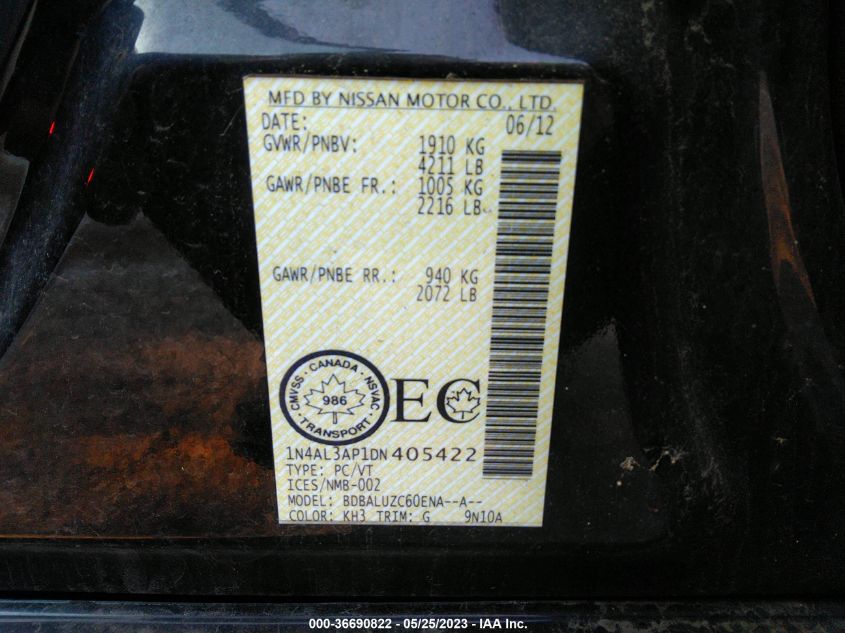 MFD BY NISSAN MOTOR CO., LTD.
DATE: 06/12
GVWR/PNBV: 1910 KG
4211 LB
GAWR/PNBE FR.: 1005 KG
2216 LB
GAWR/PNBE RR.: 940 KG
2072 LB
CMVSS · CANADA · NSVAC · TRANSPORT ·
986
EC
1N4AL3AP1DN405422
TYPE: PC/VT
ICES/NMB-002
MODEL: BDBALUZC60ENA--A--
COLOR: KH3 TRIM: G 9N10A
000-36690822 - 05/25/2023 - IAA Inc.